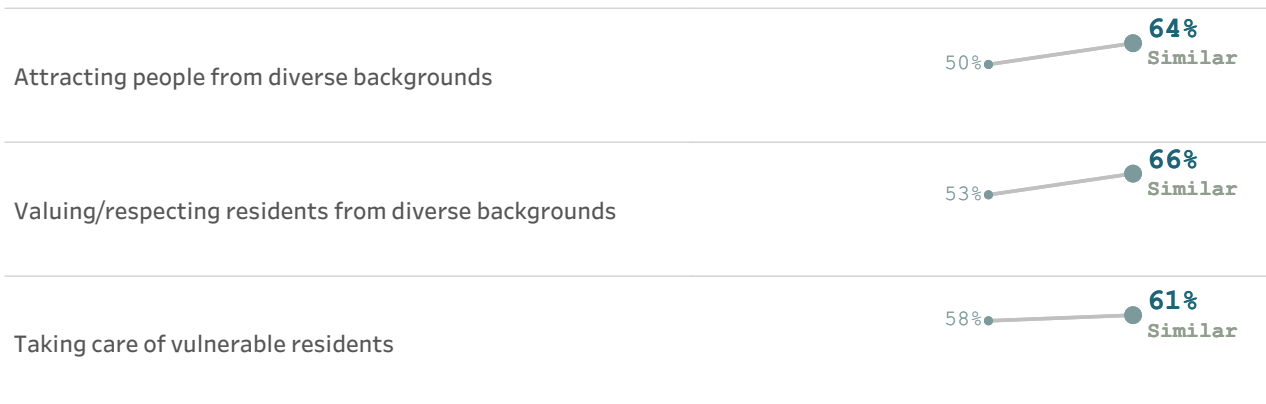 64%
50%
Similar
Attracting people from diverse backgrounds
66%
53%
Similar
Valuing/respecting residents from diverse backgrounds
61%
58%
Similar
Taking care of vulnerable residents